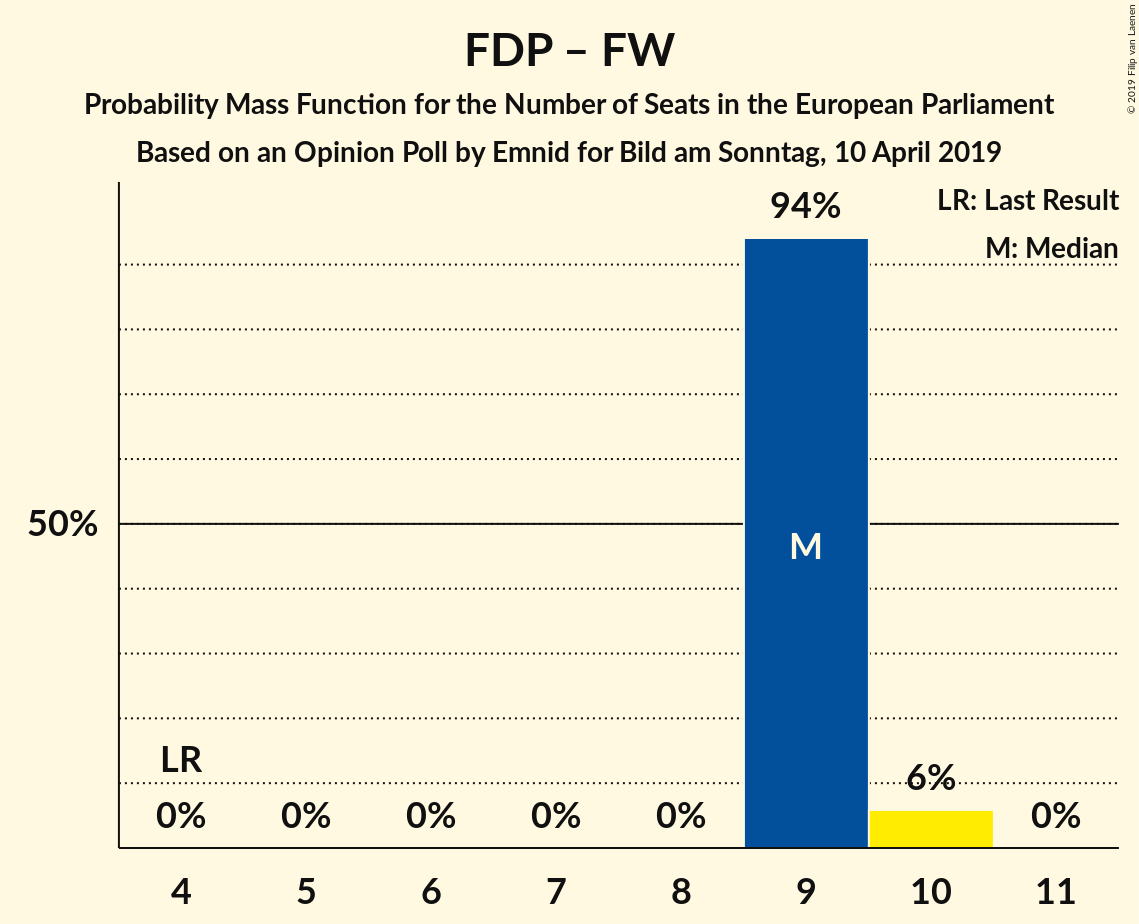 FDP – FW
Probability Mass Function for the Number of Seats in the European Parliament
Based on an Opinion Poll by Emnid for Bild am Sonntag, 10 April 2019
© 2019 Filip van Laenen
LR: Last Result
M: Median
94%
50%
M
LR
6%
0% 0% 0% 0% 0% 0%
4 5 6 7 8 9 10 11